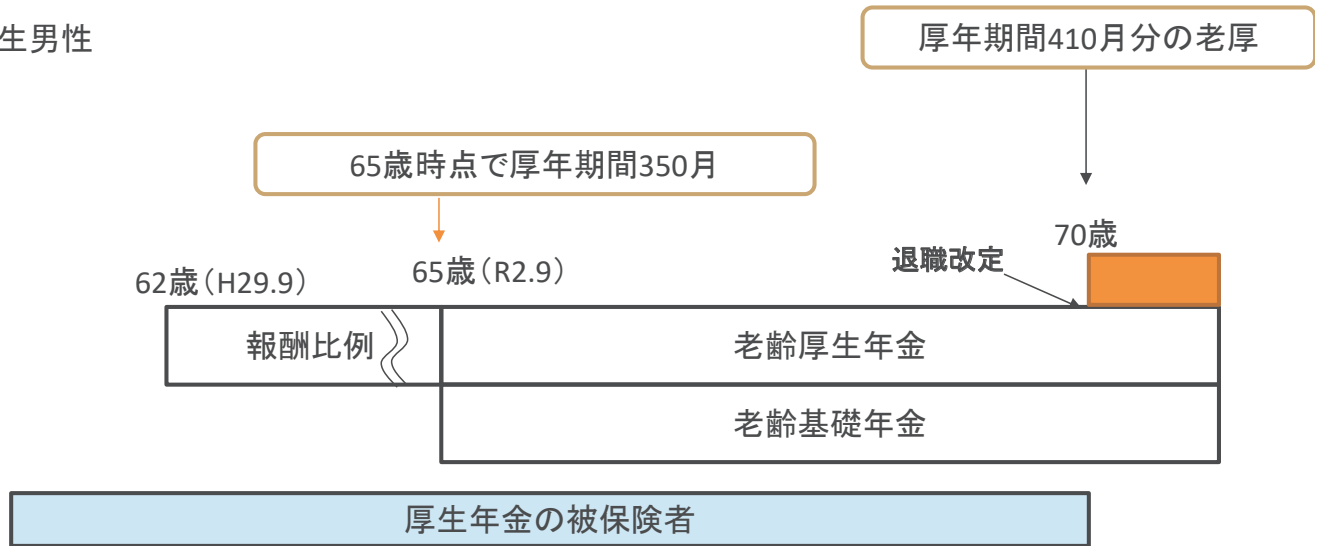 生男性
厚年期間410月分の老厚
65歳時点で厚年期間350月
70歳
退職改定
62歳（H29.9）
65歳（R2.9）
報酬比例
老齢厚生年金
老齢基礎年金
厚生年金の被保険者